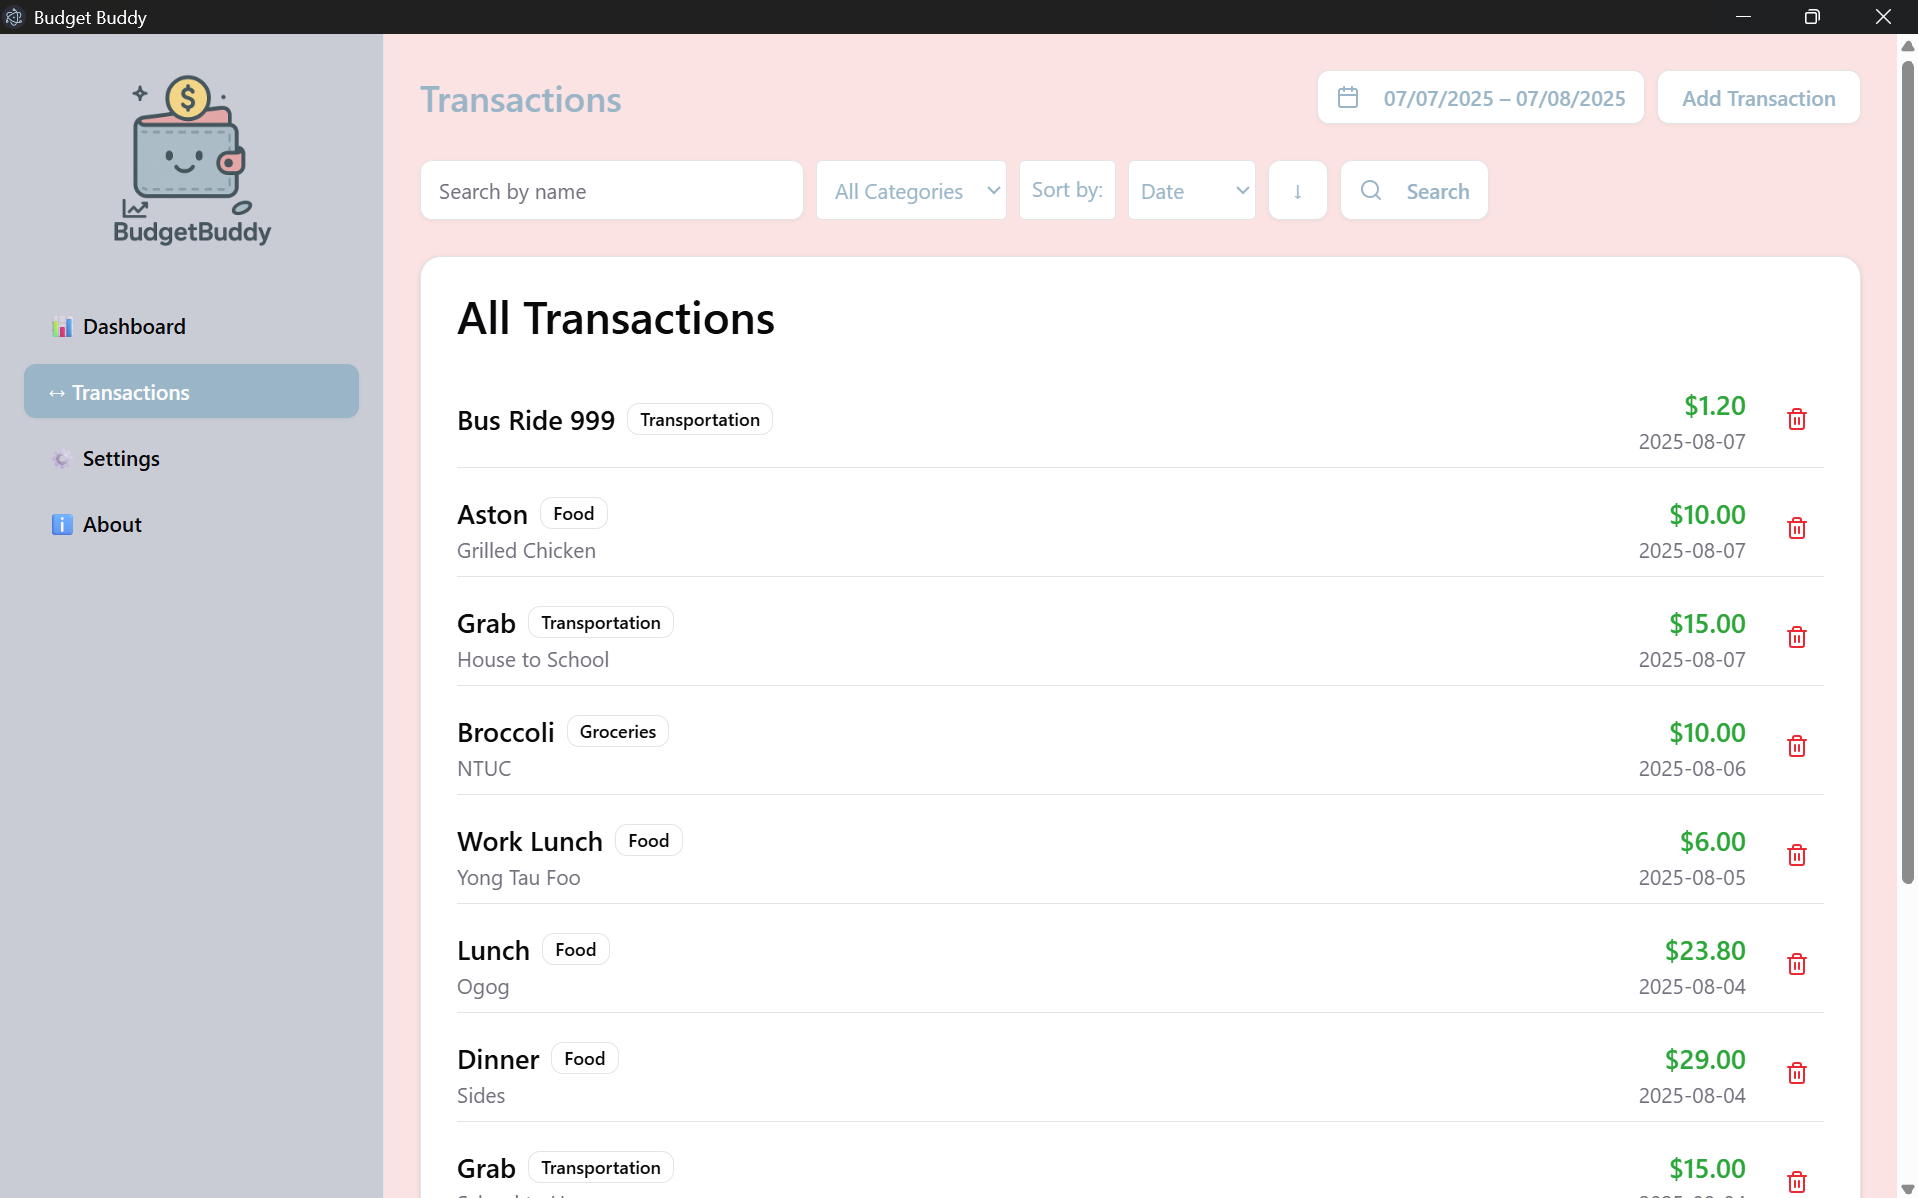 Budget Buddy
$
BudgetBuddy
Dashboard
↔ Transactions
Settings
i About
Transactions
07/07/2025 – 07/08/2025
Add Transaction
Search by name
All Categories
Sort by:
Date
↓
Search
All Transactions
Bus Ride 999 Transportation
$1.20
2025-08-07
Aston Food
$10.00
Grilled Chicken
2025-08-07
Grab Transportation
$15.00
House to School
2025-08-07
Broccoli Groceries
$10.00
NTUC
2025-08-06
Work Lunch Food
$6.00
Yong Tau Foo
2025-08-05
Lunch Food
$23.80
Ogog
2025-08-04
Dinner Food
$29.00
Sides
2025-08-04
Grab Transportation
$15.00